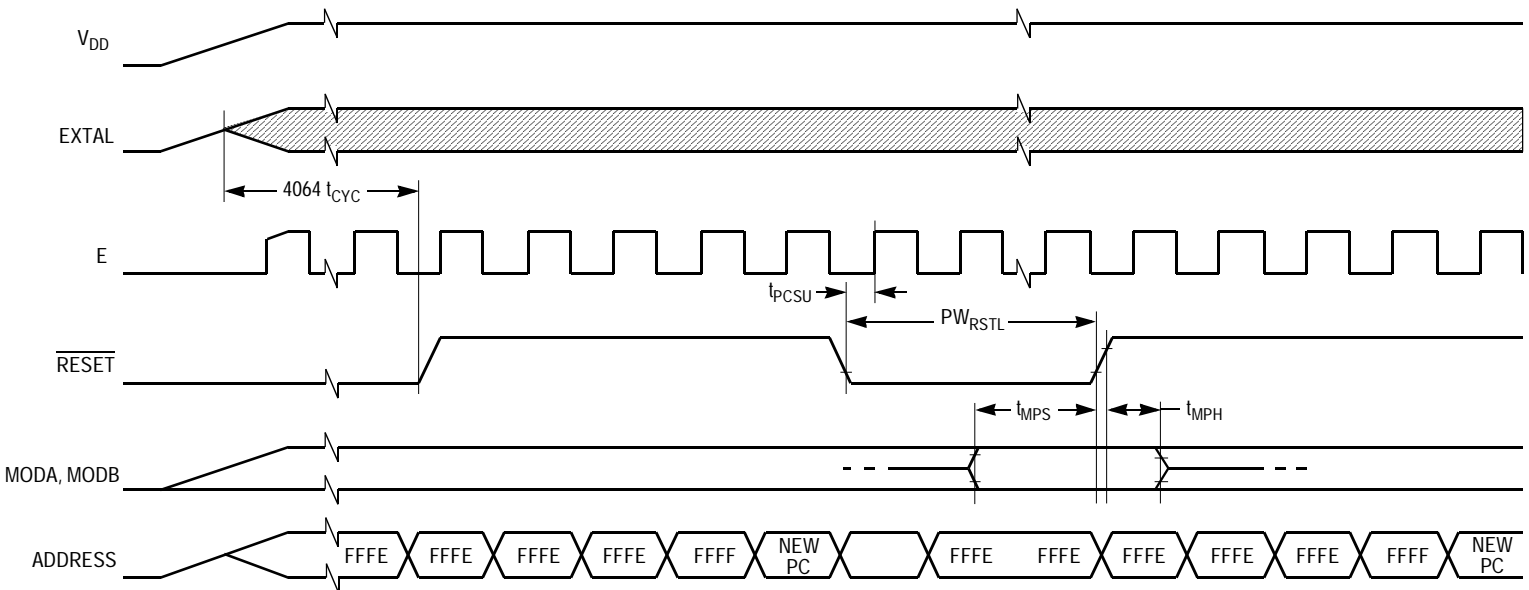 VDD
EXTAL
4064 tCYC
E
tPCSU
PWRSTL
RESET
tMPS
tMPH
MODA, MODB
ADDRESS
FFFE FFFE FFFE FFFE FFFF NEW PC FFFE FFFE FFFE FFFE FFFE FFFF NEW PC